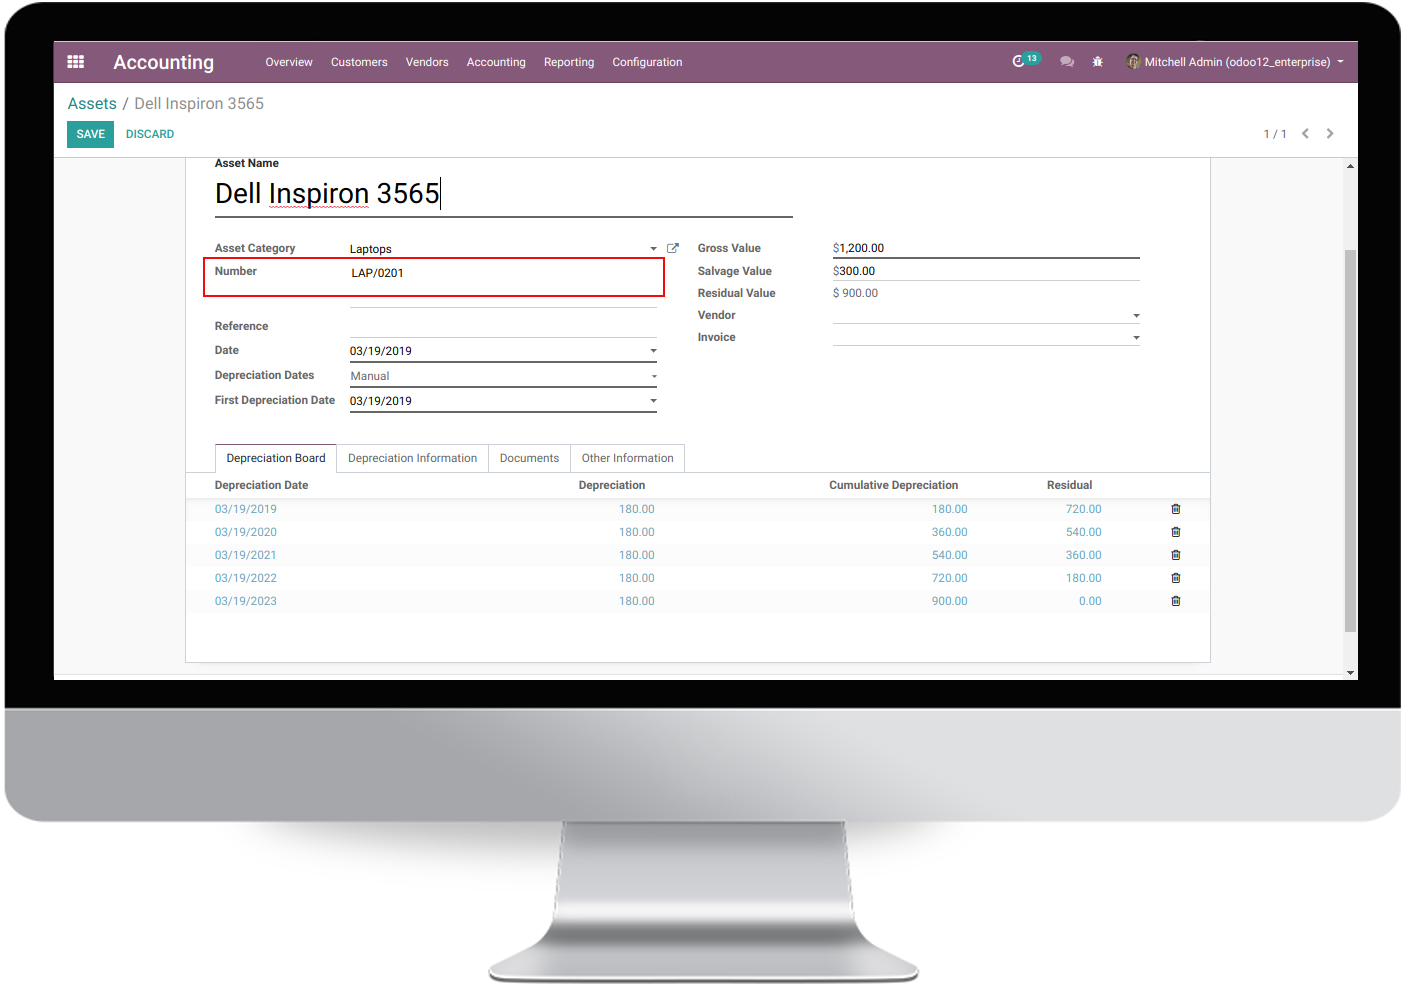 Accounting Overview Customers Vendors Accounting Reporting Configuration 13 Mitchell Admin (odoo12_enterprise)
Assets / Dell Inspiron 3565
SAVE DISCARD 1 / 1
Asset Name
Dell Inspiron 3565
Asset Category Laptops Gross Value $1,200.00
Number LAP/0201 Salvage Value $300.00
Residual Value $ 900.00
Vendor
Reference
Invoice
Date 03/19/2019
Depreciation Dates Manual
First Depreciation Date 03/19/2019
Depreciation Board Depreciation Information Documents Other Information
Depreciation Date Depreciation Cumulative Depreciation Residual
03/19/2019 180.00 180.00 720.00
03/19/2020 180.00 360.00 540.00
03/19/2021 180.00 540.00 360.00
03/19/2022 180.00 720.00 180.00
03/19/2023 180.00 900.00 0.00